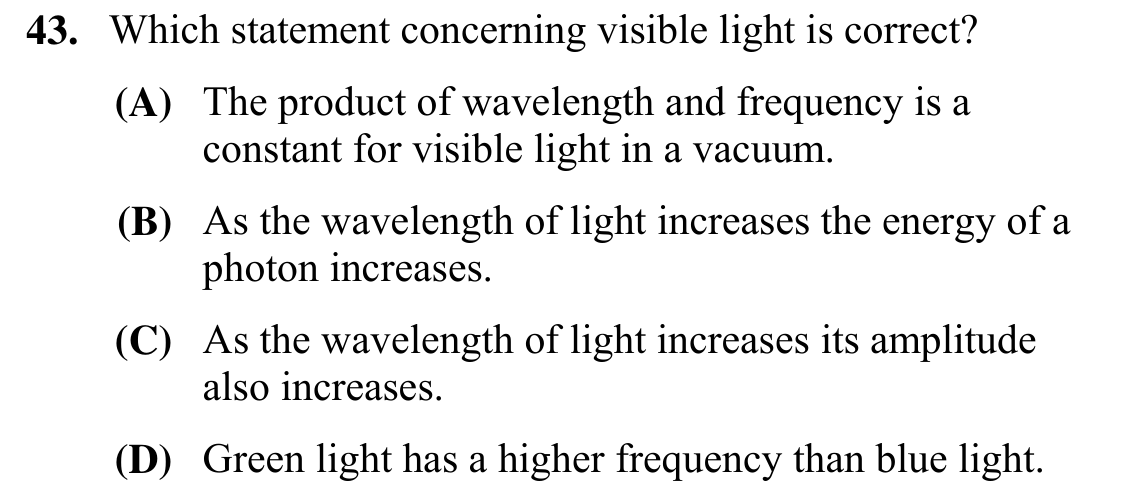 43. Which statement concerning visible light is correct?
(A) The product of wavelength and frequency is a
constant for visible light in a vacuum.
(B) As the wavelength of light increases the energy of a
photon increases.
(C) As the wavelength of light increases its amplitude
also increases.
(D) Green light has a higher frequency than blue light.